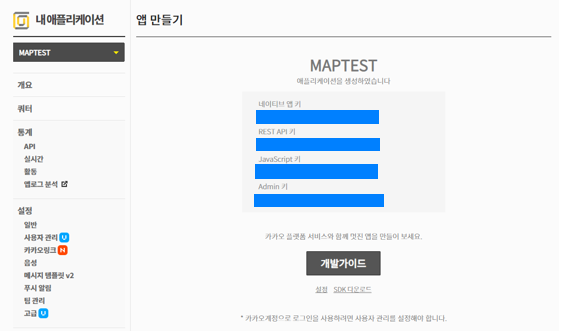 내 애플리케이션
MAPTEST
개요
쿼터
통계
API
실시간
활동
앱로그 분석
설정
일반
사용자 관리 U
카카오링크 N
음성
메시지 템플릿 v2
푸시 알림
팀 관리
고급 U
앱 만들기
MAPTEST
애플리케이션을 생성하였습니다
네이티브 앱 키
REST API 키
JavaScript 키
Admin 키
카카오 플랫폼 서비스와 함께 멋진 앱을 만들어 보세요.
개발가이드
설정 SDK 다운로드
* 카카오계정으로 로그인을 사용하려면 사용자 관리를 설정해야 합니다.